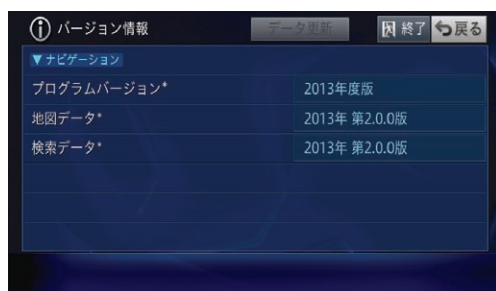 バージョン情報 データ更新 終了 戻る
▼ナビゲーション
プログラムバージョン* 2013年度版
地図データ* 2013年 第2.0.0版
検索データ* 2013年 第2.0.0版